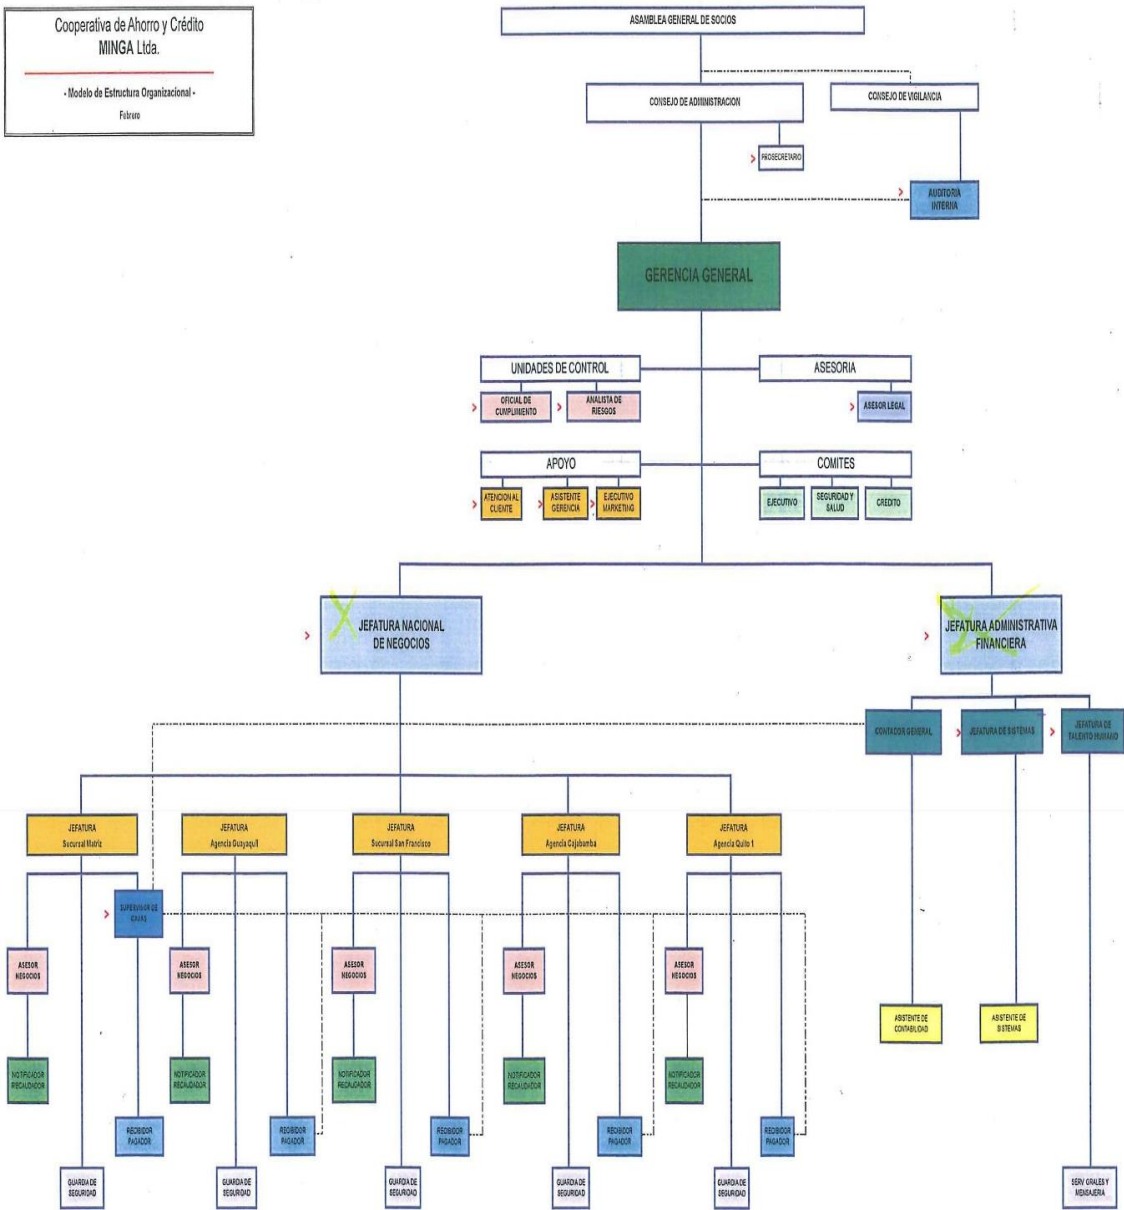 Cooperativa de Ahorro y Crédito
MINGA Ltda.
- Modelo de Estructura Organizacional -
Febrero
ASAMBLEA GENERAL DE SOCIOS
CONSEJO DE ADMINISTRACION
CONSEJO DE VIGILANCIA
PROSECRETARIO
AUDITORIA
INTERNA
GERENCIA GENERAL
UNIDADES DE CONTROL
ASESORIA
OFICIAL DE
CUMPLIMIENTO
ANALISTA DE
RIESGOS
ASESOR LEGAL
APOYO
COMITES
ATENCION AL
CLIENTE
ASISTENTE
GERENCIA
EJECUTIVO
MARKETING
EJECUTIVO
SEGURIDAD Y
SALUD
CREDITO
JEFATURA NACIONAL
DE NEGOCIOS
JEFATURA ADMINISTRATIVA
FINANCIERA
CONTADOR GENERAL
JEFATURA DE SISTEMAS
JEFATURA DE
TALENTO HUMANO
JEFATURA
Sucursal Matriz
JEFATURA
Agencia Guayaquil
JEFATURA
Sucursal San Francisco
JEFATURA
Agencia Cajabamba
JEFATURA
Agencia Quito 1
SUPERVISOR DE
CAJAS
ASESOR
NEGOCIOS
ASESOR
NEGOCIOS
ASESOR
NEGOCIOS
ASESOR
NEGOCIOS
ASESOR
NEGOCIOS
ASISTENTE DE
CONTABILIDAD
ASISTENTE DE
SISTEMAS
NOTIFICADOR
RECAUDADOR
NOTIFICADOR
RECAUDADOR
NOTIFICADOR
RECAUDADOR
NOTIFICADOR
RECAUDADOR
NOTIFICADOR
RECAUDADOR
RECIBIDOR
PAGADOR
RECIBIDOR
PAGADOR
RECIBIDOR
PAGADOR
RECIBIDOR
PAGADOR
RECIBIDOR
PAGADOR
GUARDIA DE
SEGURIDAD
GUARDIA DE
SEGURIDAD
GUARDIA DE
SEGURIDAD
GUARDIA DE
SEGURIDAD
GUARDIA DE
SEGURIDAD
SERV GRALES Y
MENSAJERIA